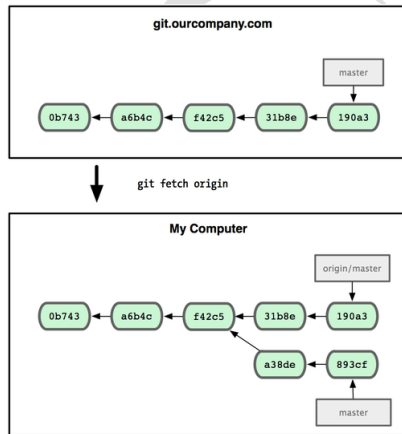 git.ourcompany.com
master
0b743 a6b4c f42c5 31b8e 190a3
git fetch origin
My Computer
origin/master
0b743 a6b4c f42c5 31b8e 190a3
a38de 893cf
master